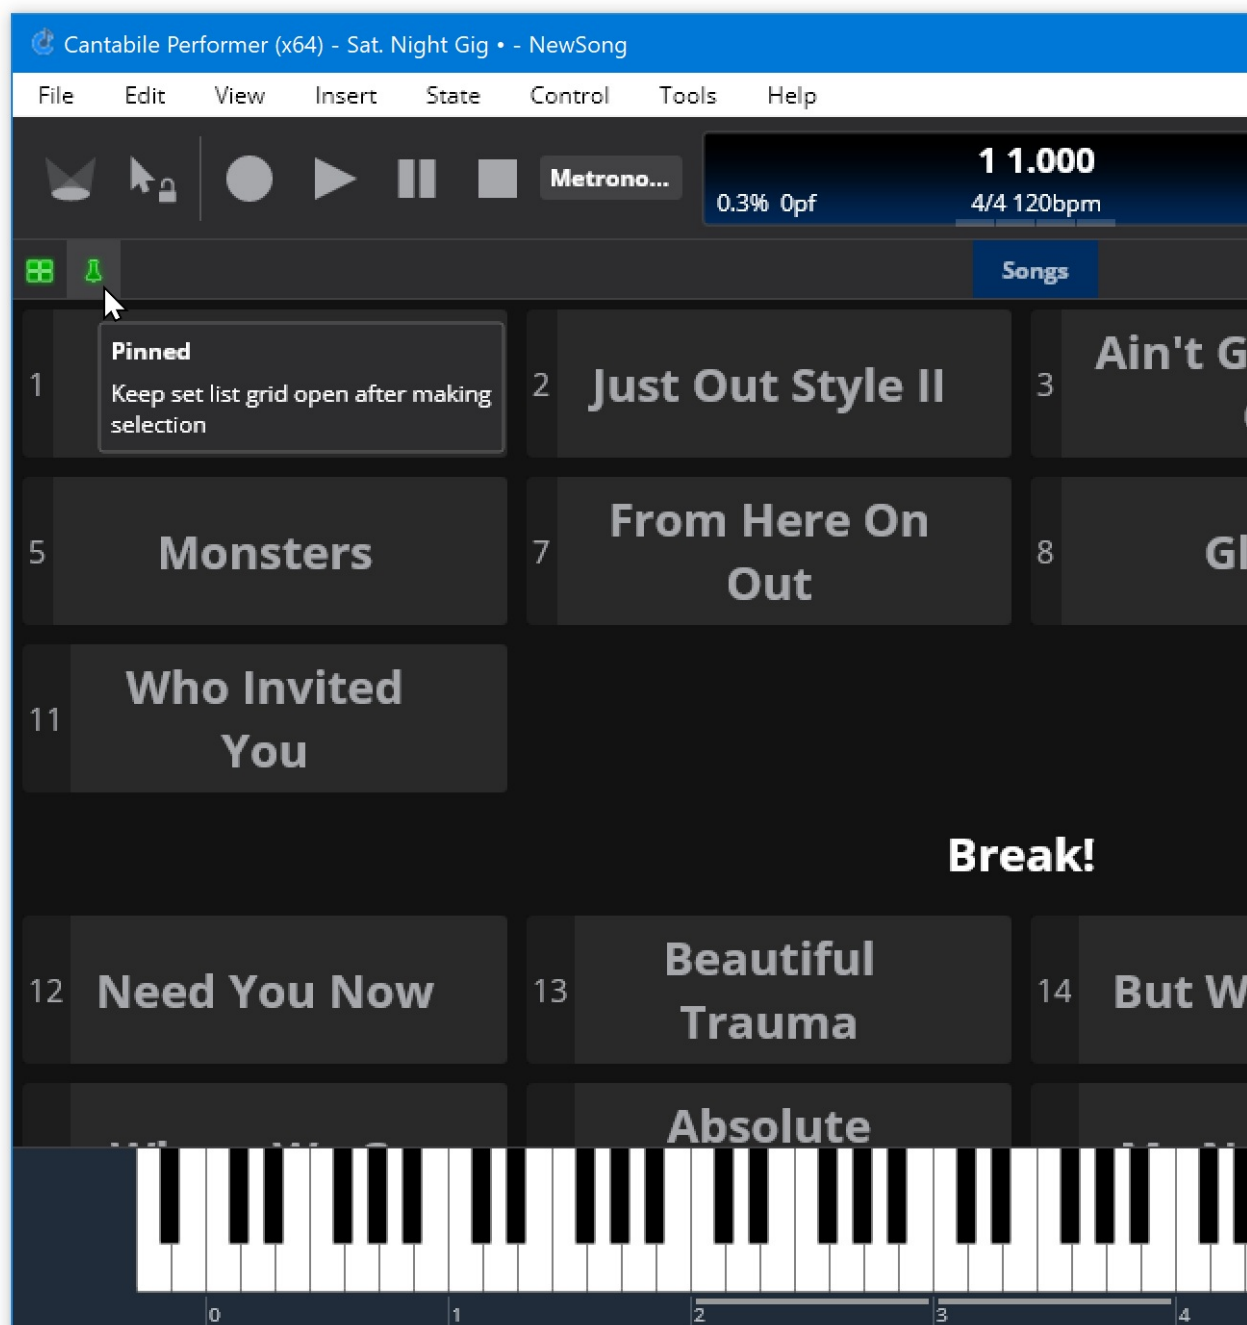 Cantabile Performer (x64) - Sat. Night Gig • - NewSong
File Edit View Insert State Control Tools Help
Metrono...
1 1.000
0.3% 0pf
4/4 120bpm
Songs
Pinned
Keep set list grid open after making
selection
1
2
Just Out Style II
3
Ain't G
5
Monsters
7
From Here On
Out
8
Gl
11
Who Invited
You
Break!
12
Need You Now
13
Beautiful
Trauma
14
But W
Absolute
0 1 2 3 4